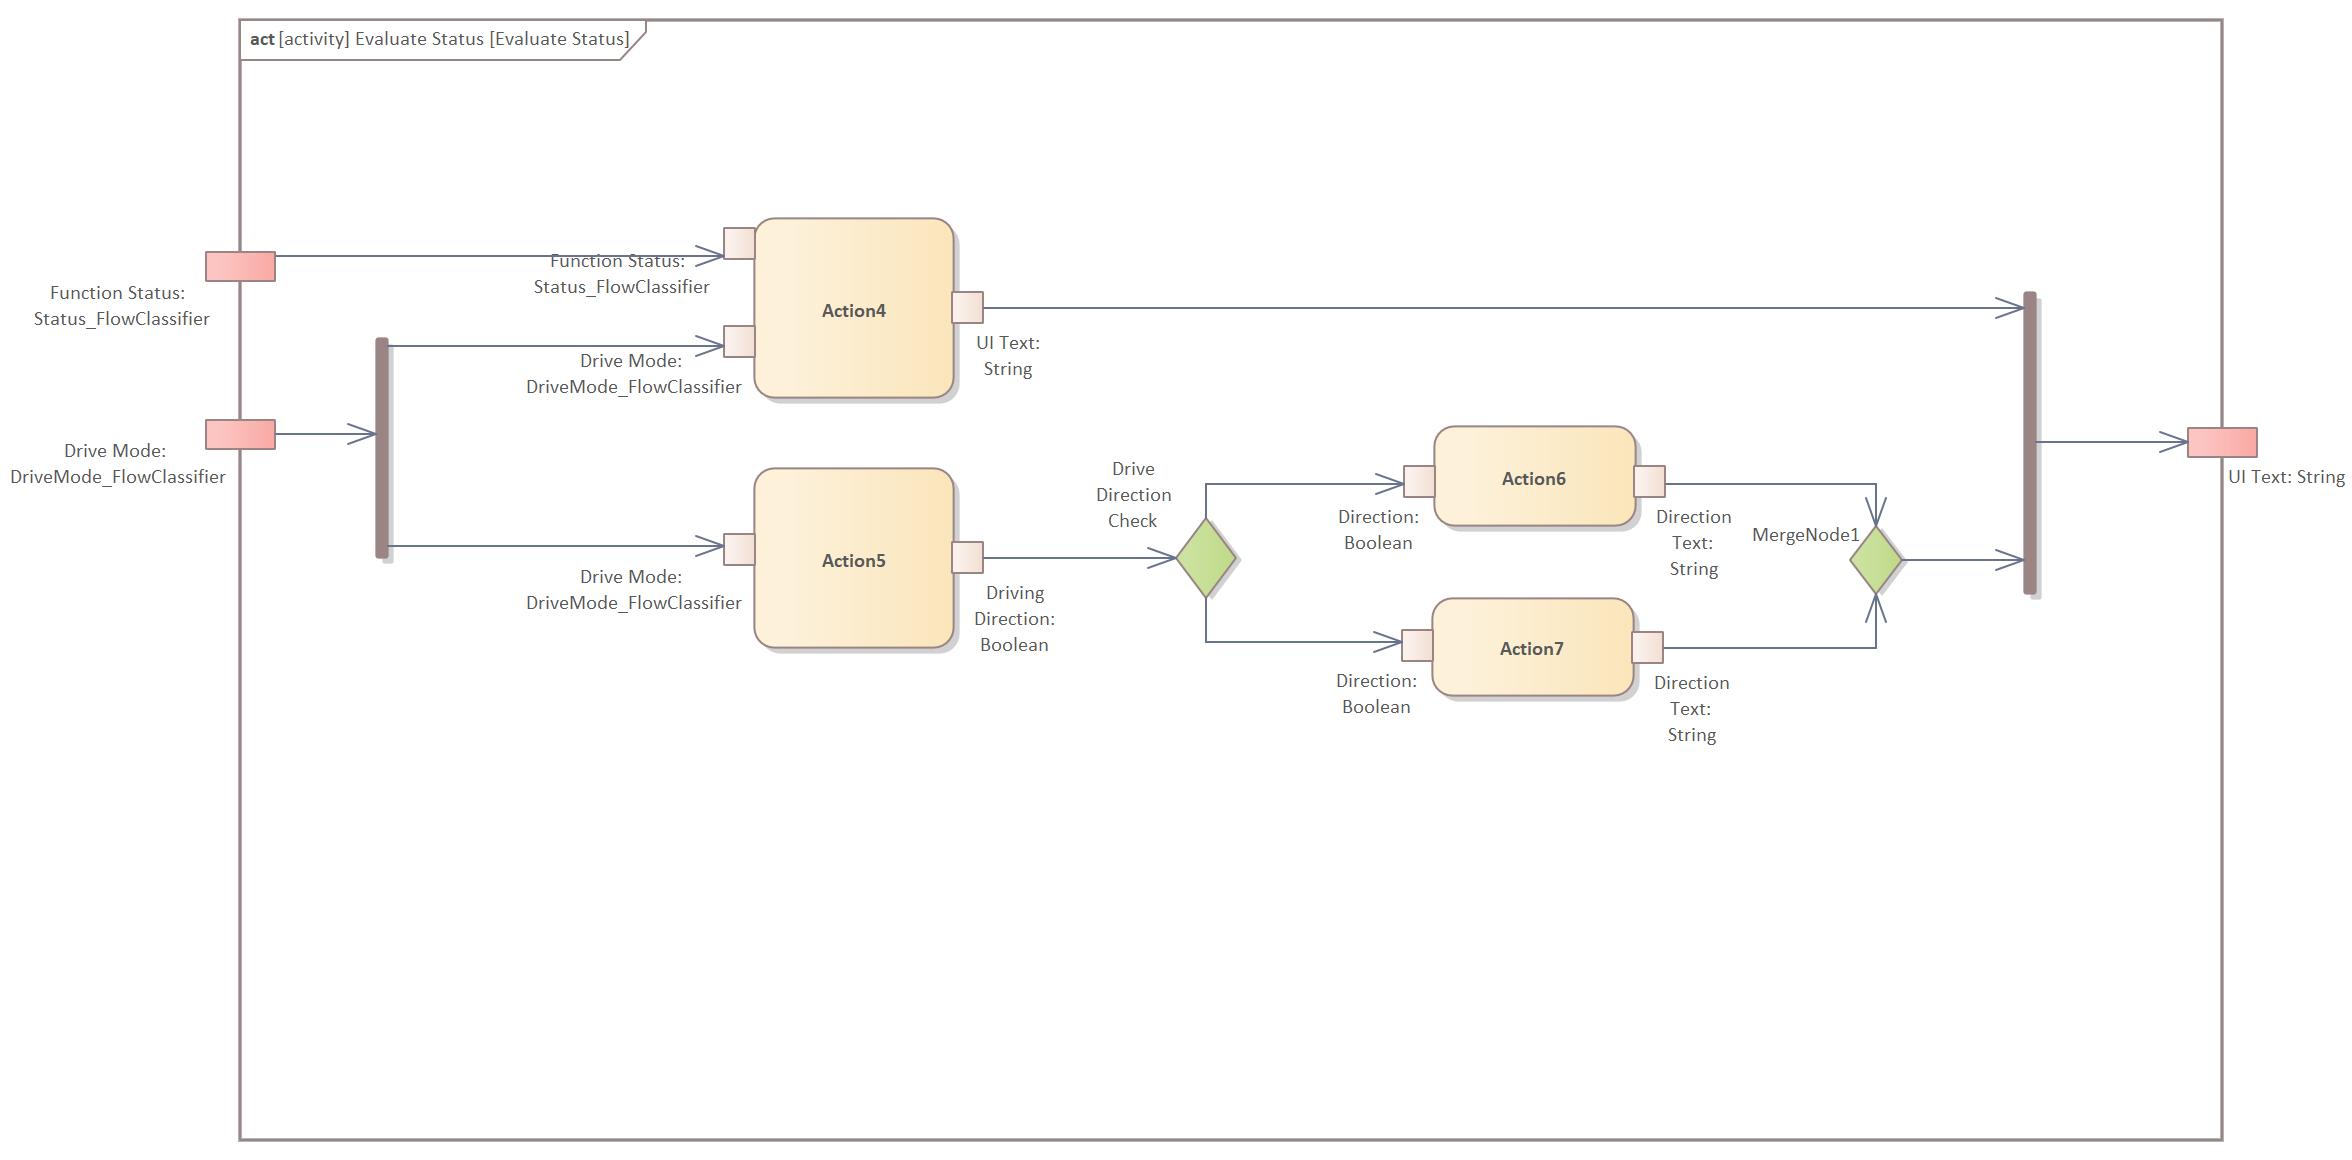 act [activity] Evaluate Status [Evaluate Status]
Function Status:
Status_FlowClassifier
Drive Mode:
DriveMode_FlowClassifier
Function Status:
Status_FlowClassifier
Drive Mode:
DriveMode_FlowClassifier
Action4
UI Text:
String
Drive Mode:
DriveMode_FlowClassifier
Action5
Driving
Direction:
Boolean
Drive
Direction
Check
Direction:
Boolean
Action6
Direction
Text:
String
Direction:
Boolean
Action7
Direction
Text:
String
MergeNode1
UI Text: String